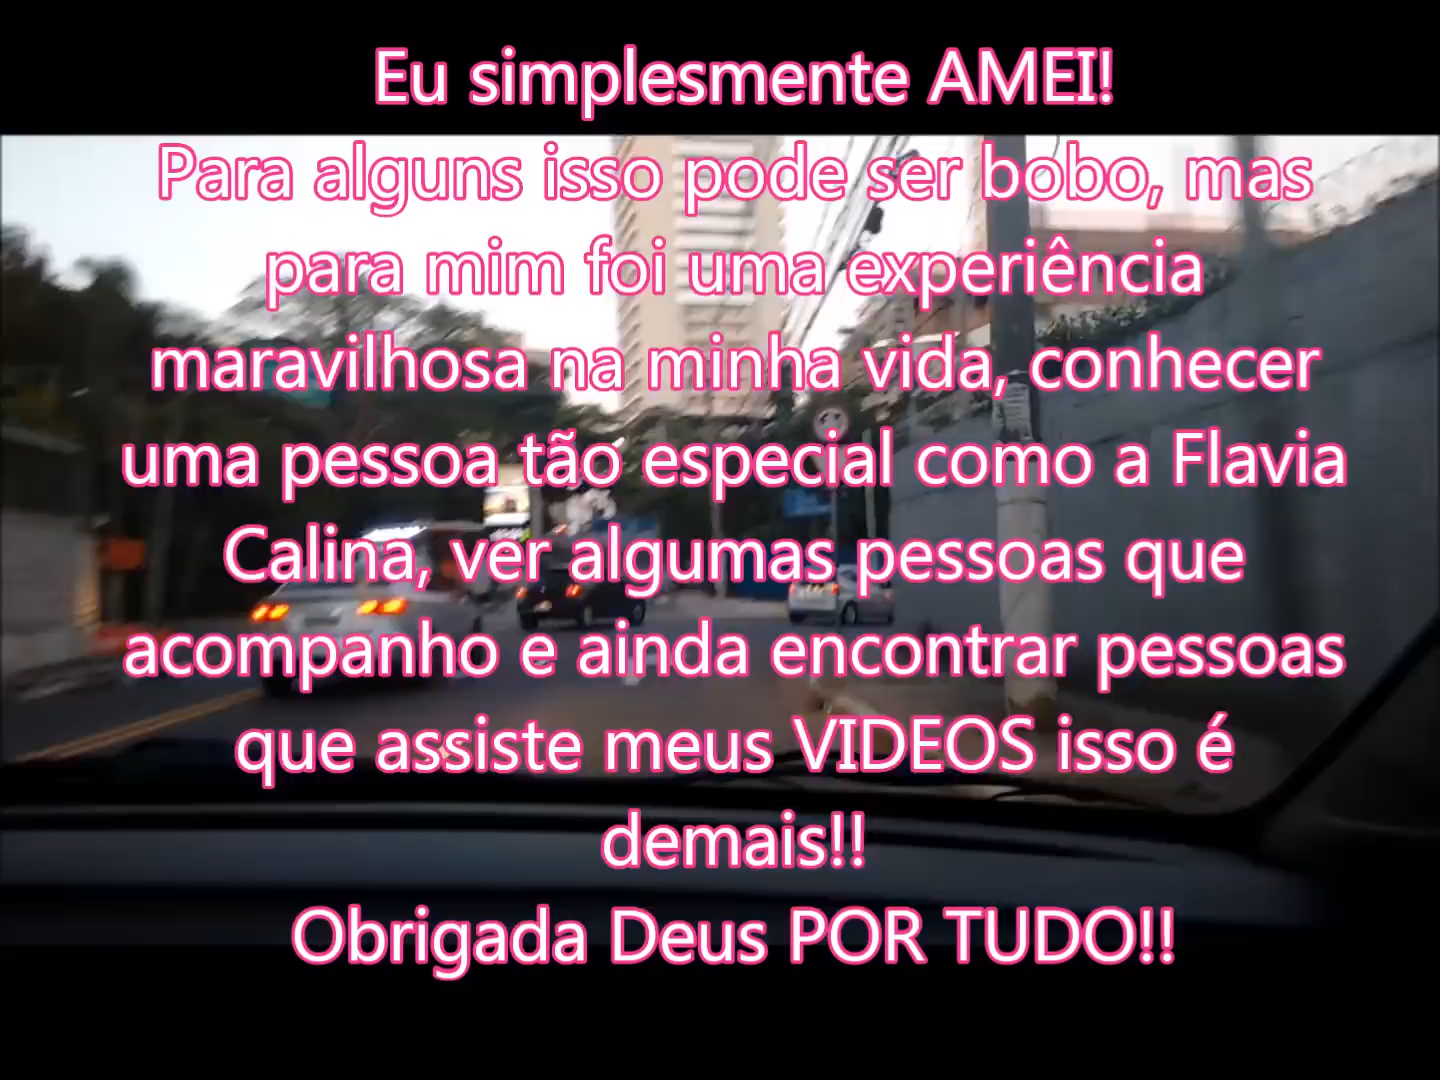 Eu simplesmente AMEI!
Para alguns isso pode ser bobo, mas
para mim foi uma experiência
maravilhosa na minha vida, conhecer
uma pessoa tão especial como a Flavia
Calina, ver algumas pessoas que
acompanho e ainda encontrar pessoas
que assiste meus VIDEOS isso é
demais!!
Obrigada Deus POR TUDO!!